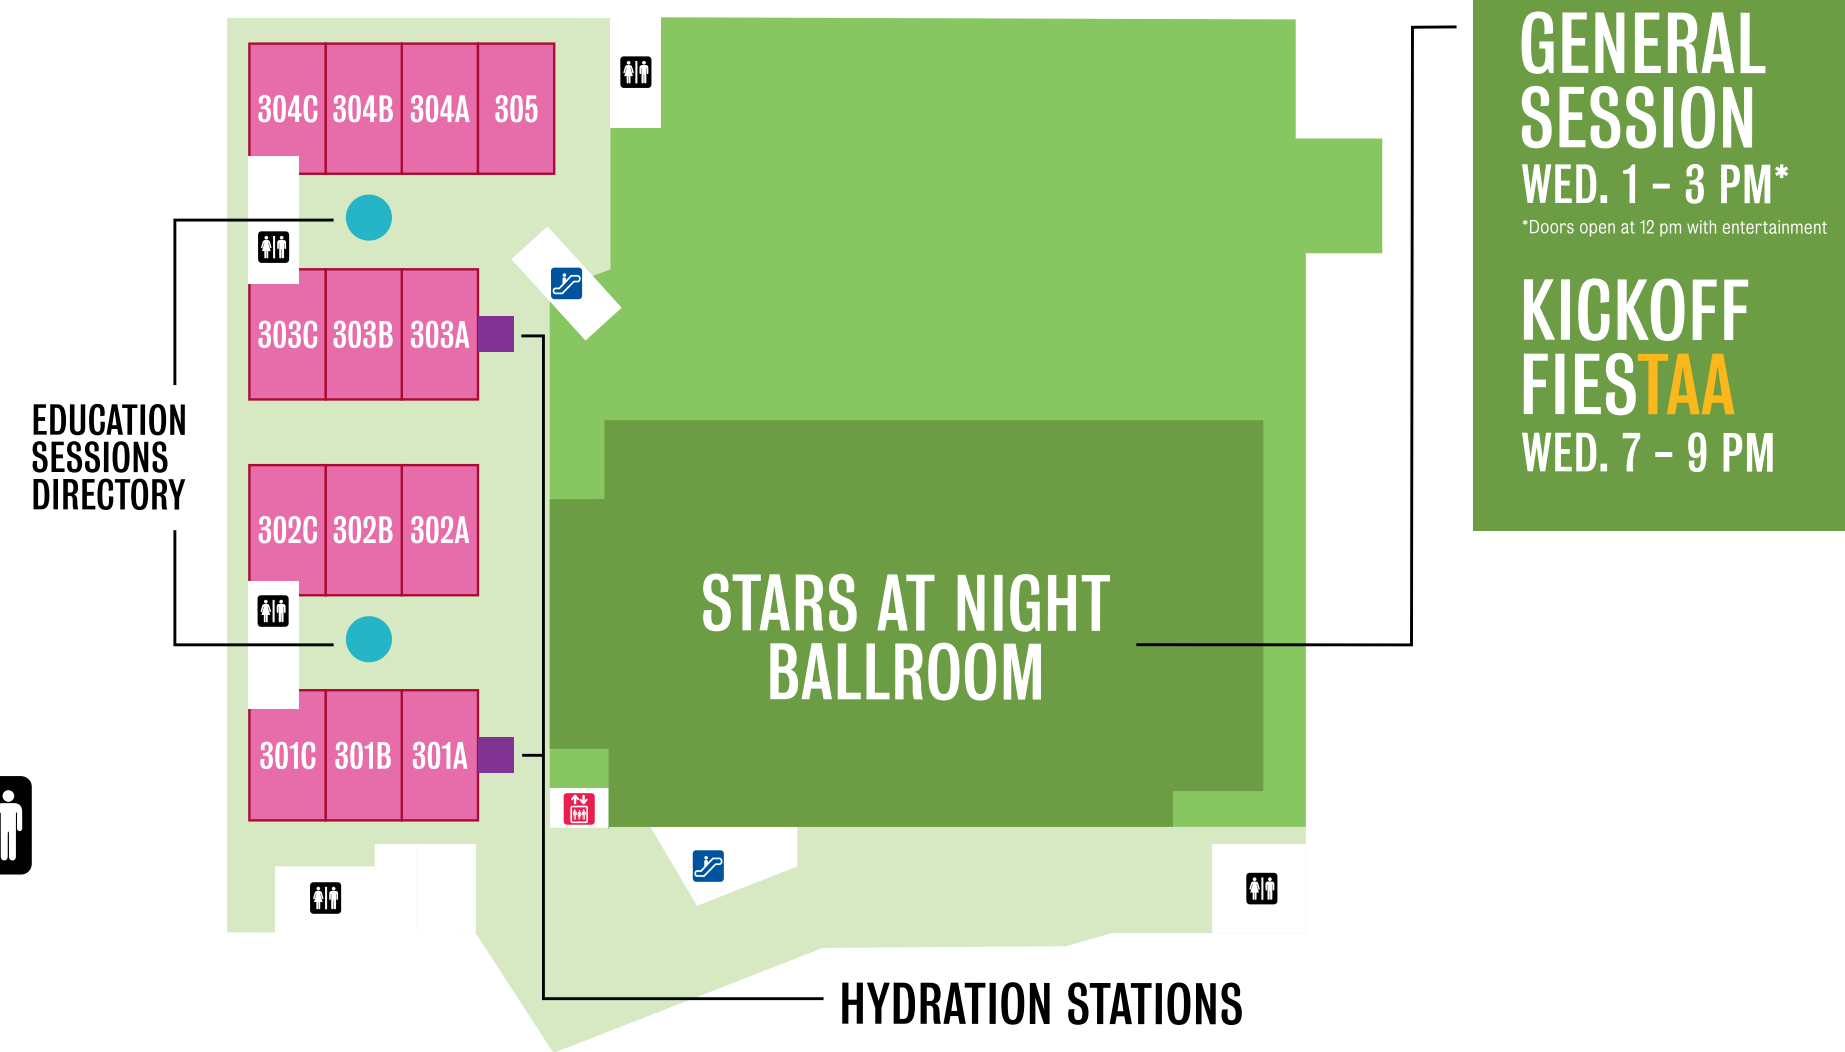 GENERAL
SESSION
WED. 1 – 3 PM*
*Doors open at 12 pm with entertainment
KICKOFF
FIESTAA
WED. 7 – 9 PM
304C 304B 304A 305
303C 303B 303A
EDUCATION
SESSIONS
DIRECTORY
302C 302B 302A
STARS AT NIGHT
BALLROOM
301C 301B 301A
HYDRATION STATIONS